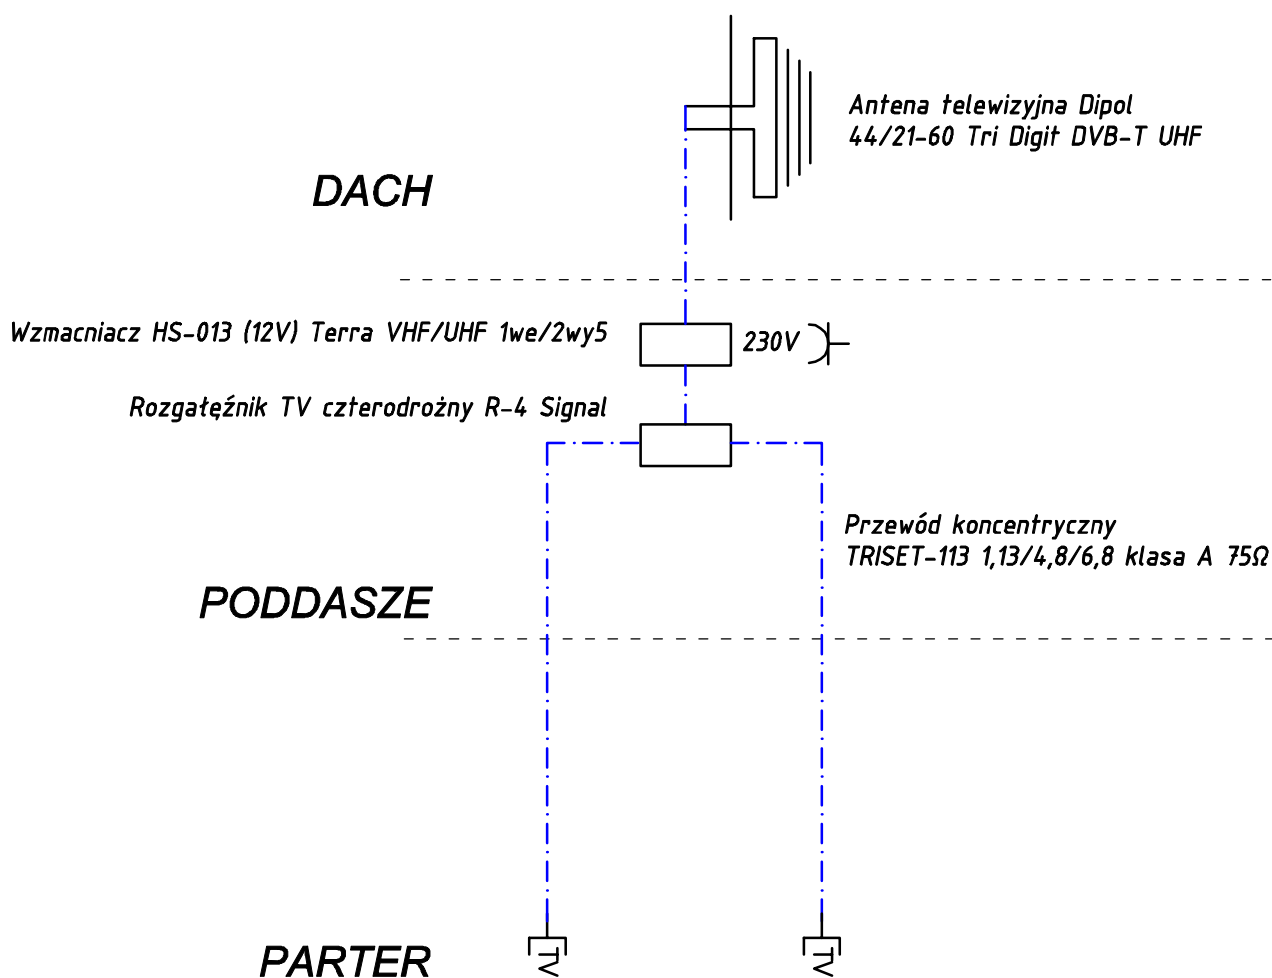 Antena telewizyjna Dipol
44/21-60 Tri Digit DVB-T UHF
DACH
Wzmacniacz HS-013 (12V) Terra VHF/UHF 1we/2wy5
230V
Rozgałęźnik TV czterodrożny R-4 Signal
Przewód koncentryczny
TRISET-113 1,13/4,8/6,8 klasa A 75Ω
PODDASZE
PARTER
TV
TV